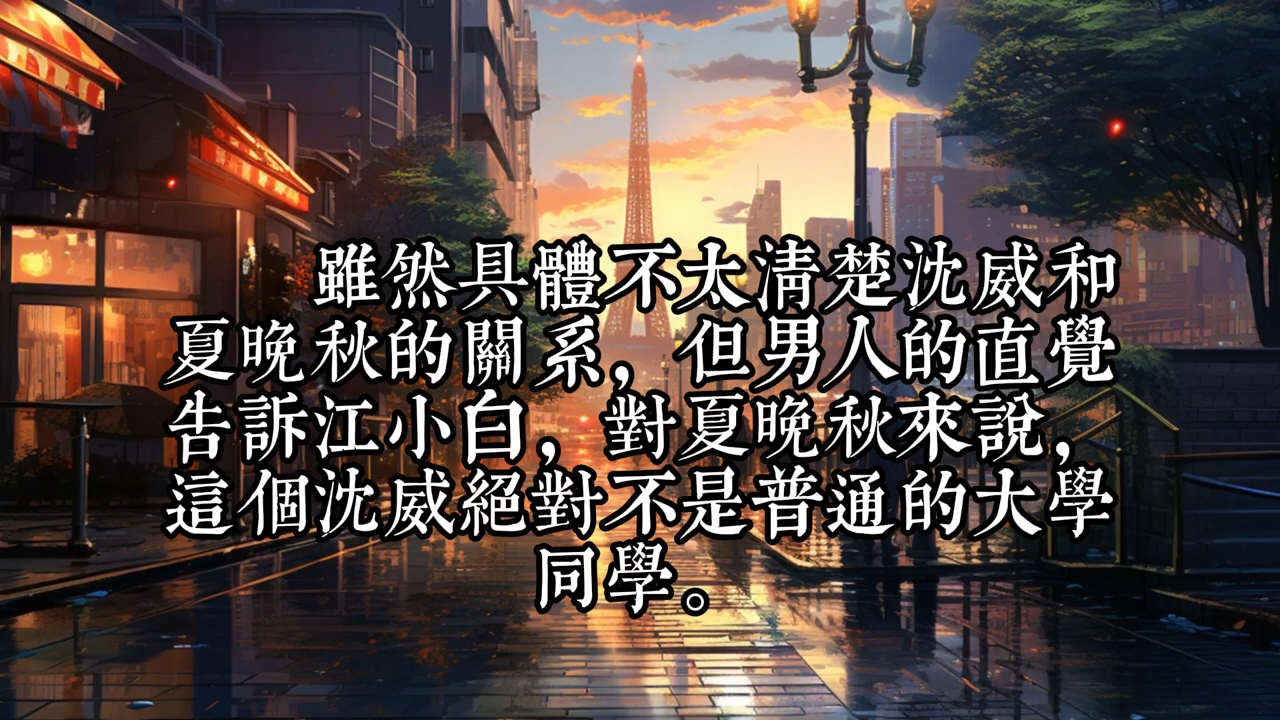 雖然具體不太清楚沈威和
夏晚秋的關系，但男人的直覺
告訴江小白，對夏晚秋來說，
這個沈威絕對不是普通的大學
同學。